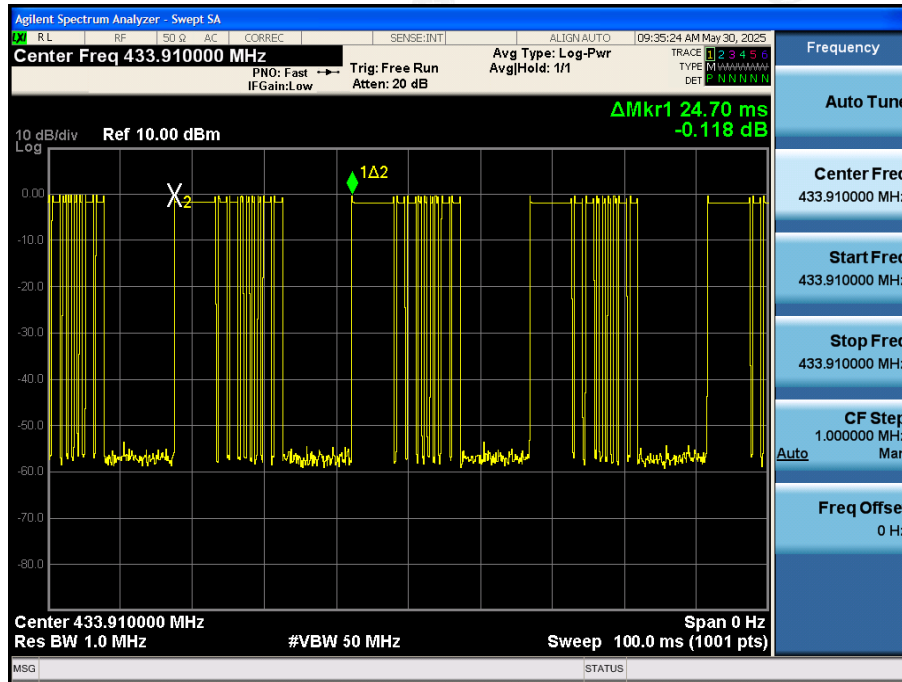 Agilent Spectrum Analyzer - Swept SA
LXI RL RF 50 Ω AC CORREC SENSE:INT ALIGN AUTO 09:35:24 AM May 30, 2025
Center Freq 433.910000 MHz
PNO: Fast
IFGain:Low
Trig: Free Run
Atten: 20 dB
Avg Type: Log-Pwr
Avg|Hold: 1/1
TRACE 1 2 3 4 5 6
TYPE M
DET P N N N N N
ΔMkr1 24.70 ms
-0.118 dB
10 dB/div Ref 10.00 dBm
Log
0.00
-10.0
-20.0
-30.0
-40.0
-50.0
-60.0
-70.0
-80.0
X2
1Δ2
Center 433.910000 MHz Span 0 Hz
Res BW 1.0 MHz #VBW 50 MHz Sweep 100.0 ms (1001 pts)
MSG STATUS
Frequency
Auto Tune
Center Freq
433.910000 MHz
Start Freq
433.910000 MHz
Stop Freq
433.910000 MHz
CF Step
1.000000 MHz
Auto Man
Freq Offset
0 Hz